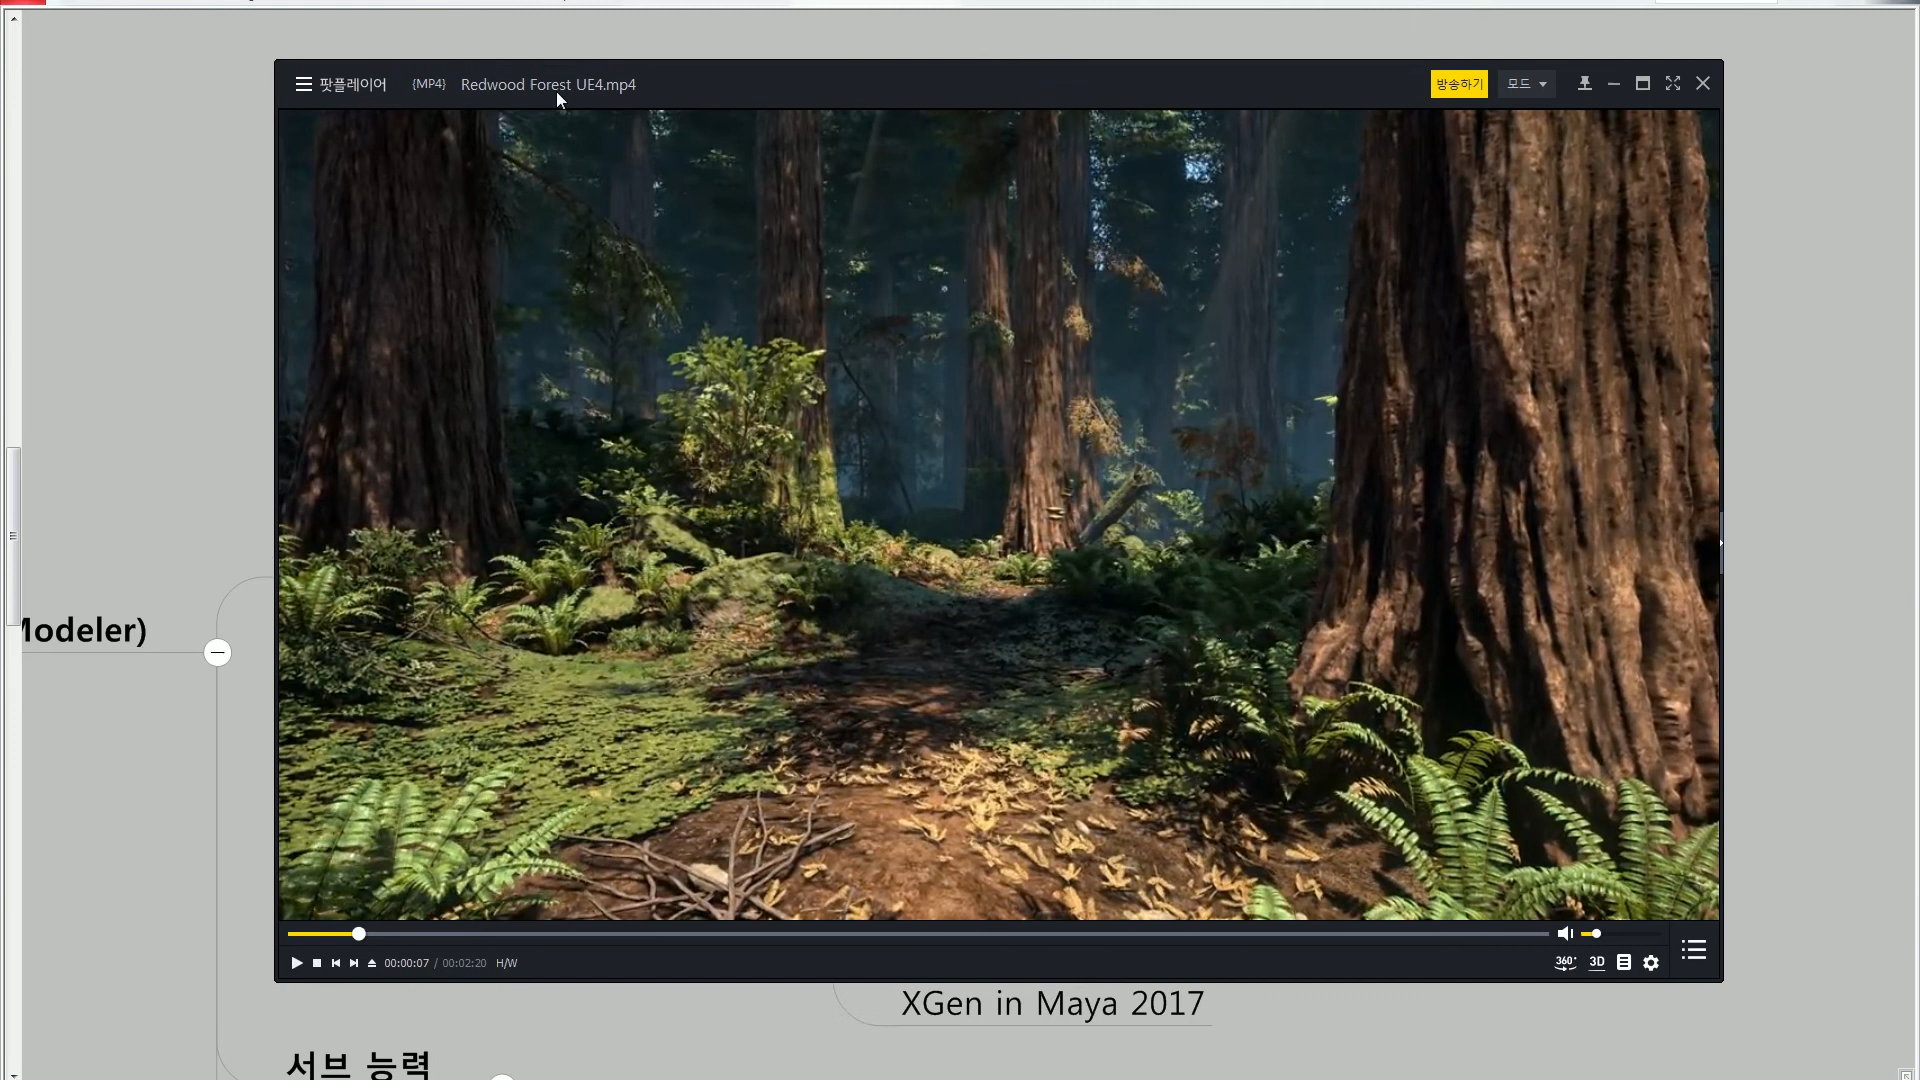 팟플레이어 {MP4} Redwood Forest UE4.mp4 방송하기 모드
Modeler)
00:00:07 / 00:02:20 H/W 360° 3D
XGen in Maya 2017
서브 능력